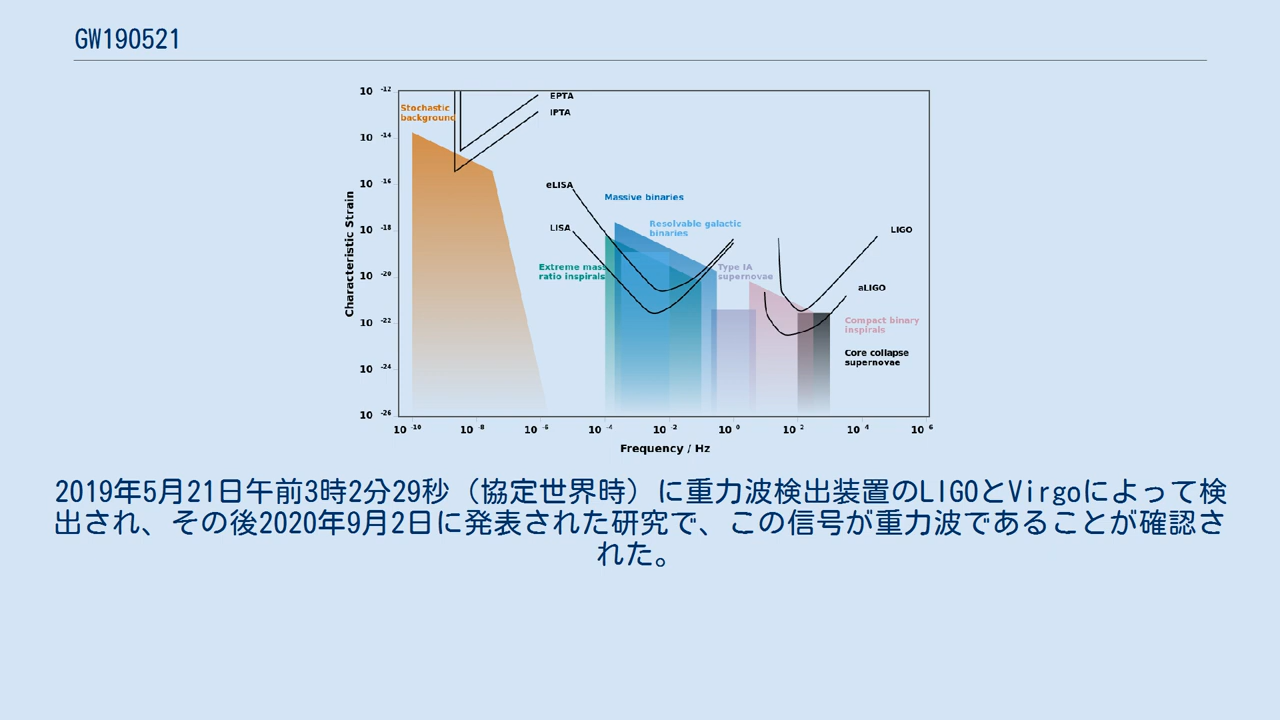 GW190521
10 -12
10 -14
10 -16
10 -18
10 -20
10 -22
10 -24
10 -26
Characteristic Strain
Stochastic
background
EPTA
IPTA
eLISA
LISA
Massive binaries
Resolvable galactic
binaries
Extreme mass
ratio inspirals
Type IA
supernovae
LIGO
aLIGO
Compact binary
inspirals
Core collapse
supernovae
10 -10 10 -8 10 -6 10 -4 10 -2 10 0 10 2 10 4 10 6
Frequency / Hz
2019年5月21日午前3時2分29秒（協定世界時）に重力波検出装置のLIGOとVirgoによって検
出され、その後2020年9月2日に発表された研究で、この信号が重力波であることが確認さ
れた。